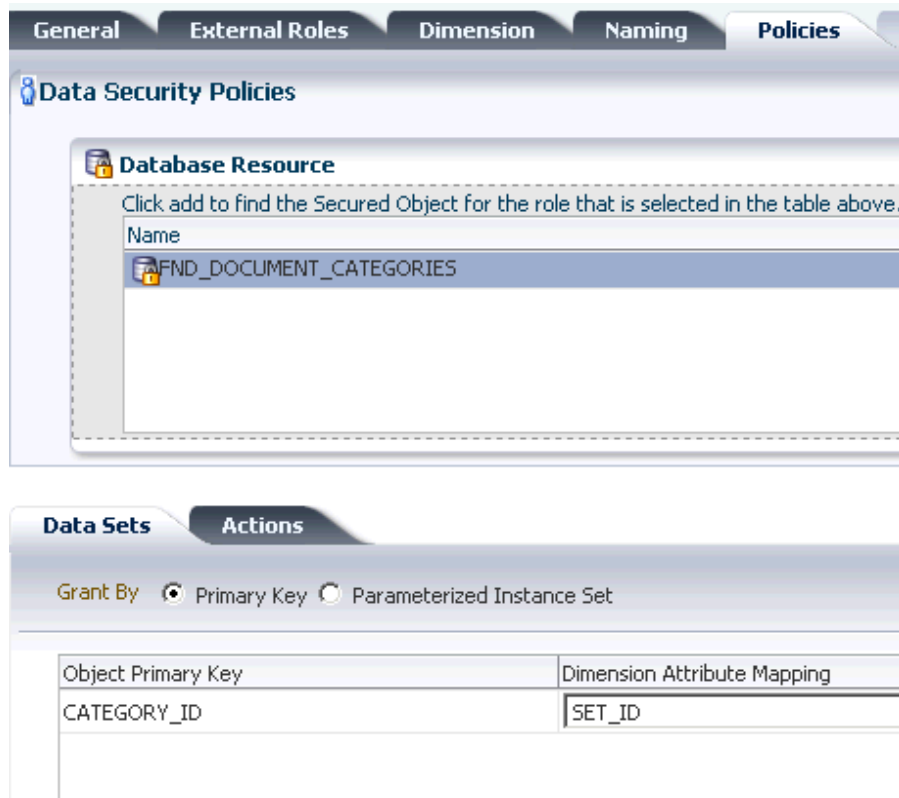 General External Roles Dimension Naming Policies
Data Security Policies
Database Resource
Click add to find the Secured Object for the role that is selected in the table above.
Name
FND_DOCUMENT_CATEGORIES
Data Sets Actions
Grant By Primary Key Parameterized Instance Set
Object Primary Key Dimension Attribute Mapping
CATEGORY_ID SET_ID